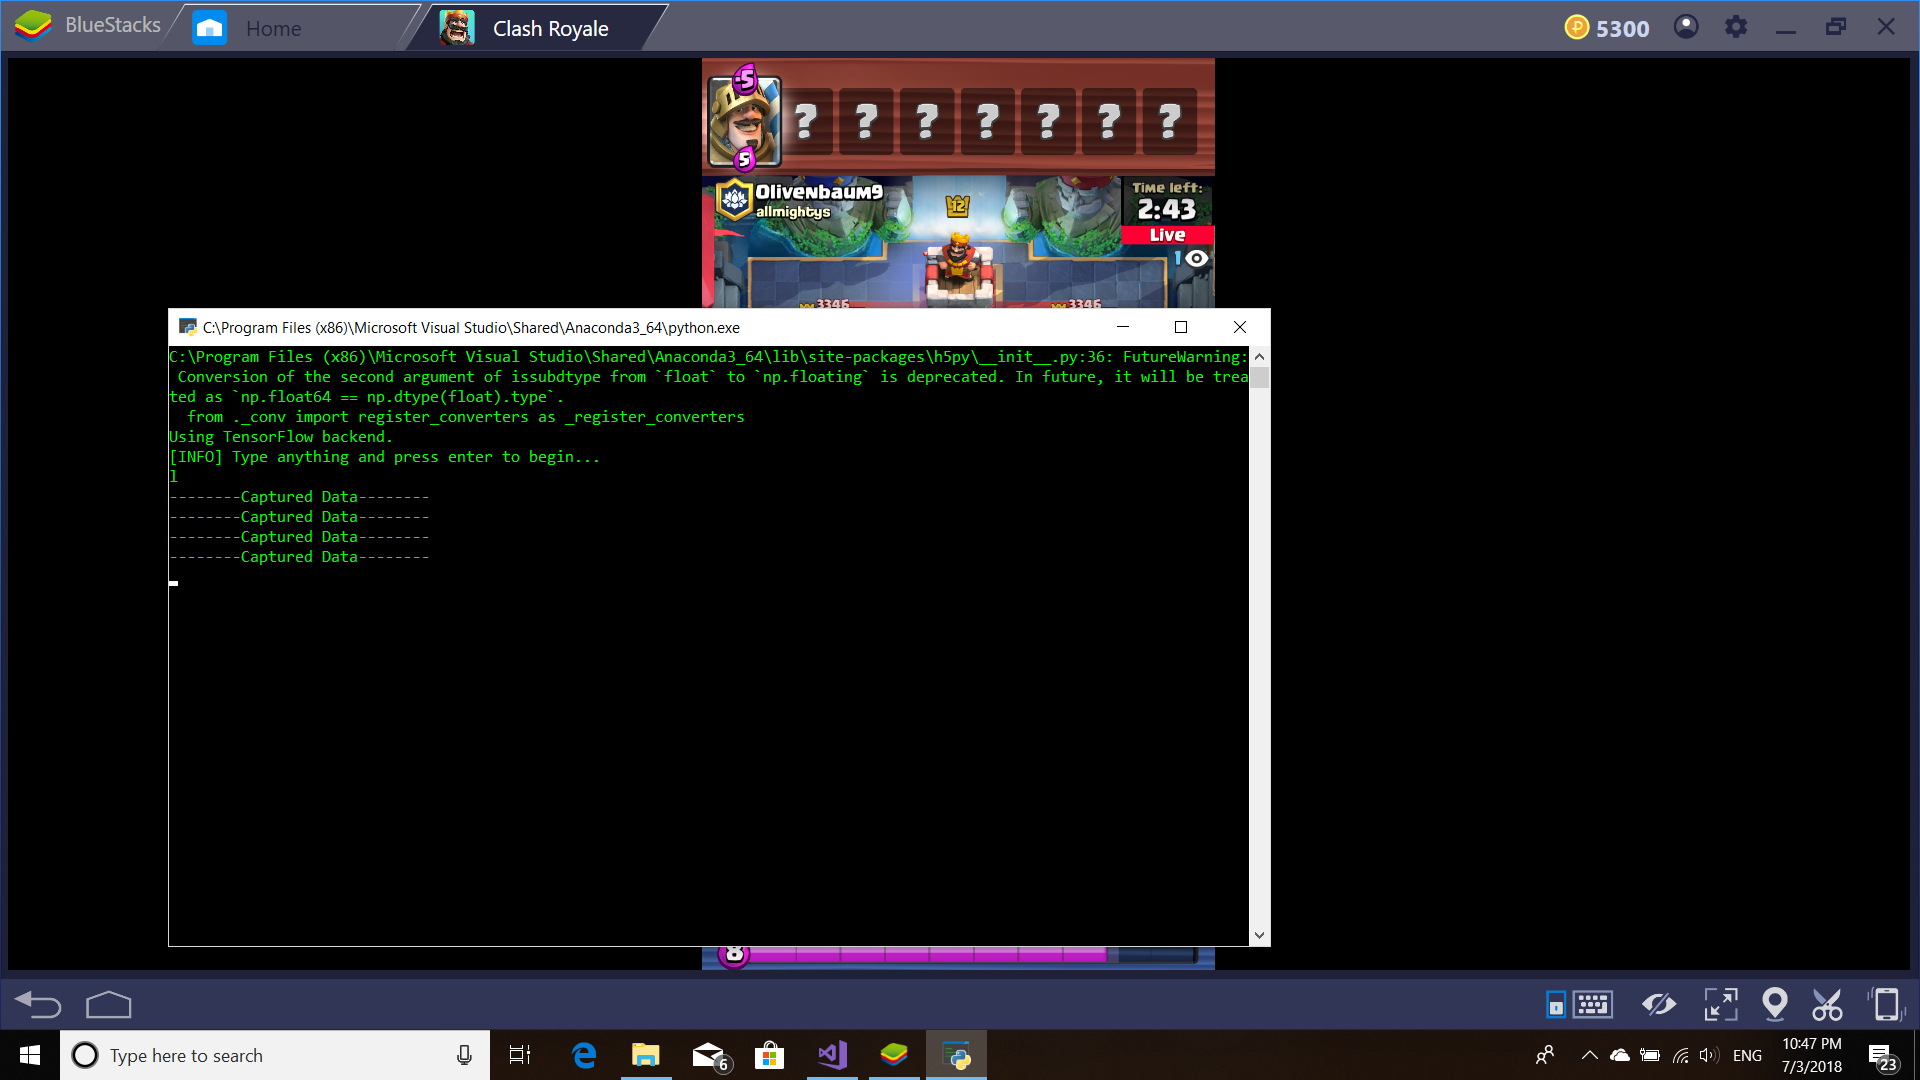 BlueStacks
Home
Clash Royale
5300
-5
5
? ? ? ? ? ? ?
Olivenbaum9
allmightys
12
Time left:
2:43
Live
1
3346
3346
C:\Program Files (x86)\Microsoft Visual Studio\Shared\Anaconda3_64\python.exe
C:\Program Files (x86)\Microsoft Visual Studio\Shared\Anaconda3_64\lib\site-packages\h5py\__init__.py:36: FutureWarning:
Conversion of the second argument of issubdtype from `float` to `np.floating` is deprecated. In future, it will be trea
ted as `np.float64 == np.dtype(float).type`.
from ._conv import register_converters as _register_converters
Using TensorFlow backend.
[INFO] Type anything and press enter to begin...
l
--------Captured Data--------
--------Captured Data--------
--------Captured Data--------
--------Captured Data--------
8
Type here to search
6
ENG
10:47 PM
7/3/2018
23